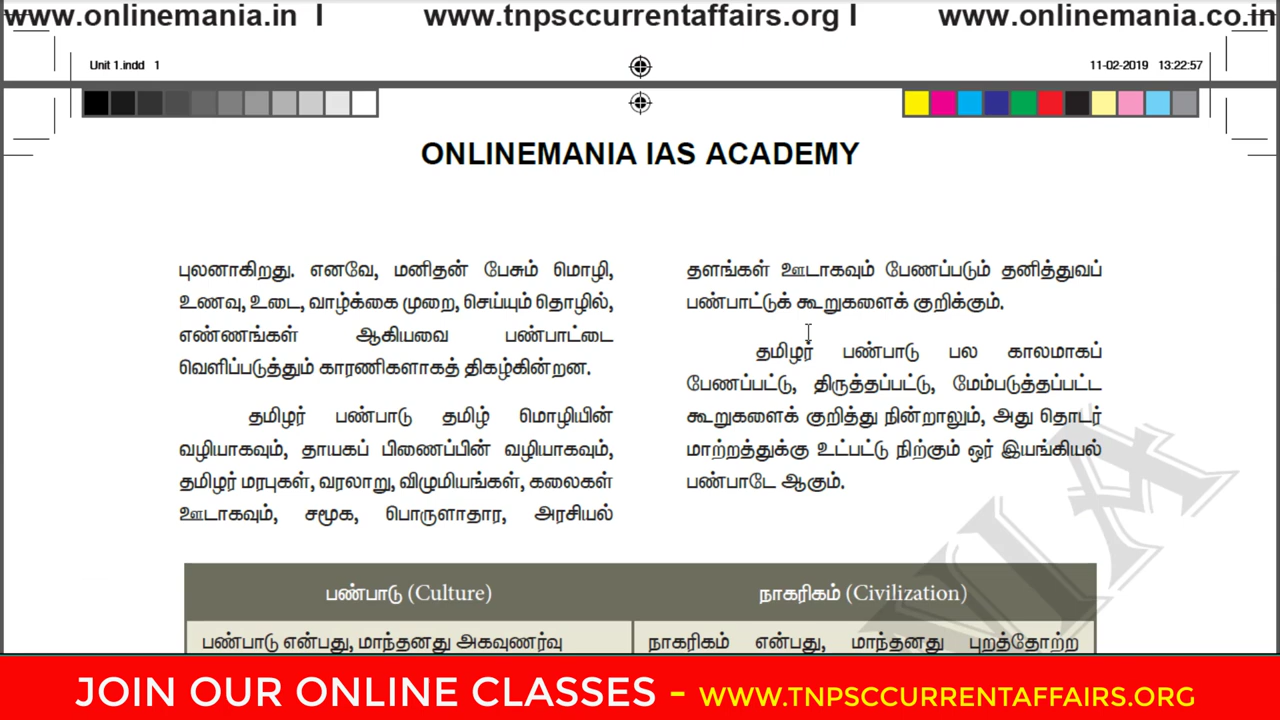 www.onlinemania.in I www.tnpsccurrentaffairs.org I www.onlinemania.co.in
Unit 1.indd 1
11-02-2019 13:22:57
ONLINEMANIA IAS ACADEMY
புலனாகிறது. எனவே, மனிதன் பேசும் மொழி,
உணவு, உடை, வாழ்க்கை முறை, செய்யும் தொழில்,
எண்ணங்கள் ஆகியவை பண்பாட்டை
வெளிப்படுத்தும் காரணிகளாகத் திகழ்கின்றன.
தமிழர் பண்பாடு தமிழ் மொழியின்
வழியாகவும், தாயகப் பிணைப்பின் வழியாகவும்,
தமிழர் மரபுகள், வரலாறு, விழுமியங்கள், கலைகள்
ஊடாகவும், சமூக, பொருளாதார, அரசியல்
தளங்கள் ஊடாகவும் பேணப்படும் தனித்துவப்
பண்பாட்டுக் கூறுகளைக் குறிக்கும்.
தமிழர் பண்பாடு பல காலமாகப்
பேணப்பட்டு, திருத்தப்பட்டு, மேம்படுத்தப்பட்ட
கூறுகளைக் குறித்து நின்றாலும், அது தொடர்
மாற்றத்துக்கு உட்பட்டு நிற்கும் ஒர் இயங்கியல்
பண்பாடே ஆகும்.
பண்பாடு (Culture)
நாகரிகம் (Civilization)
பண்பாடு என்பது, மாந்தனது அகவுணர்வு
நாகரிகம் என்பது, மாந்தனது புறத்தோற்ற
JOIN OUR ONLINE CLASSES - WWW.TNPSCCURRENTAFFAIRS.ORG